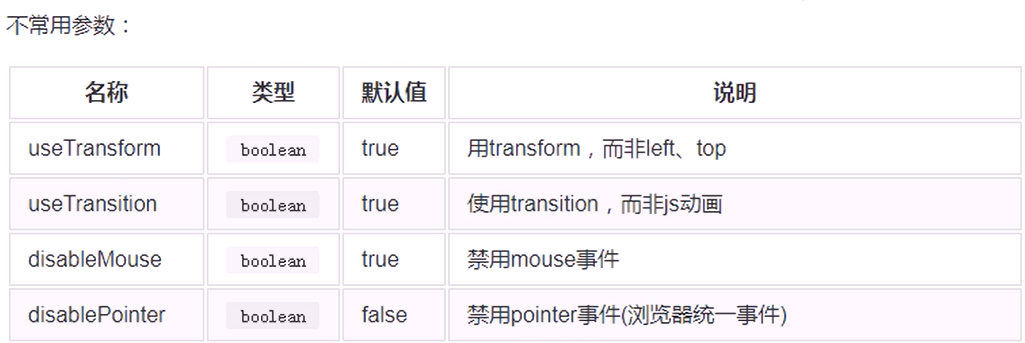 不常用参数：
名称 类型 默认值 说明
useTransform boolean true 用transform，而非left、top
useTransition boolean true 使用transition，而非js动画
disableMouse boolean true 禁用mouse事件
disablePointer boolean false 禁用pointer事件(浏览器统一事件)